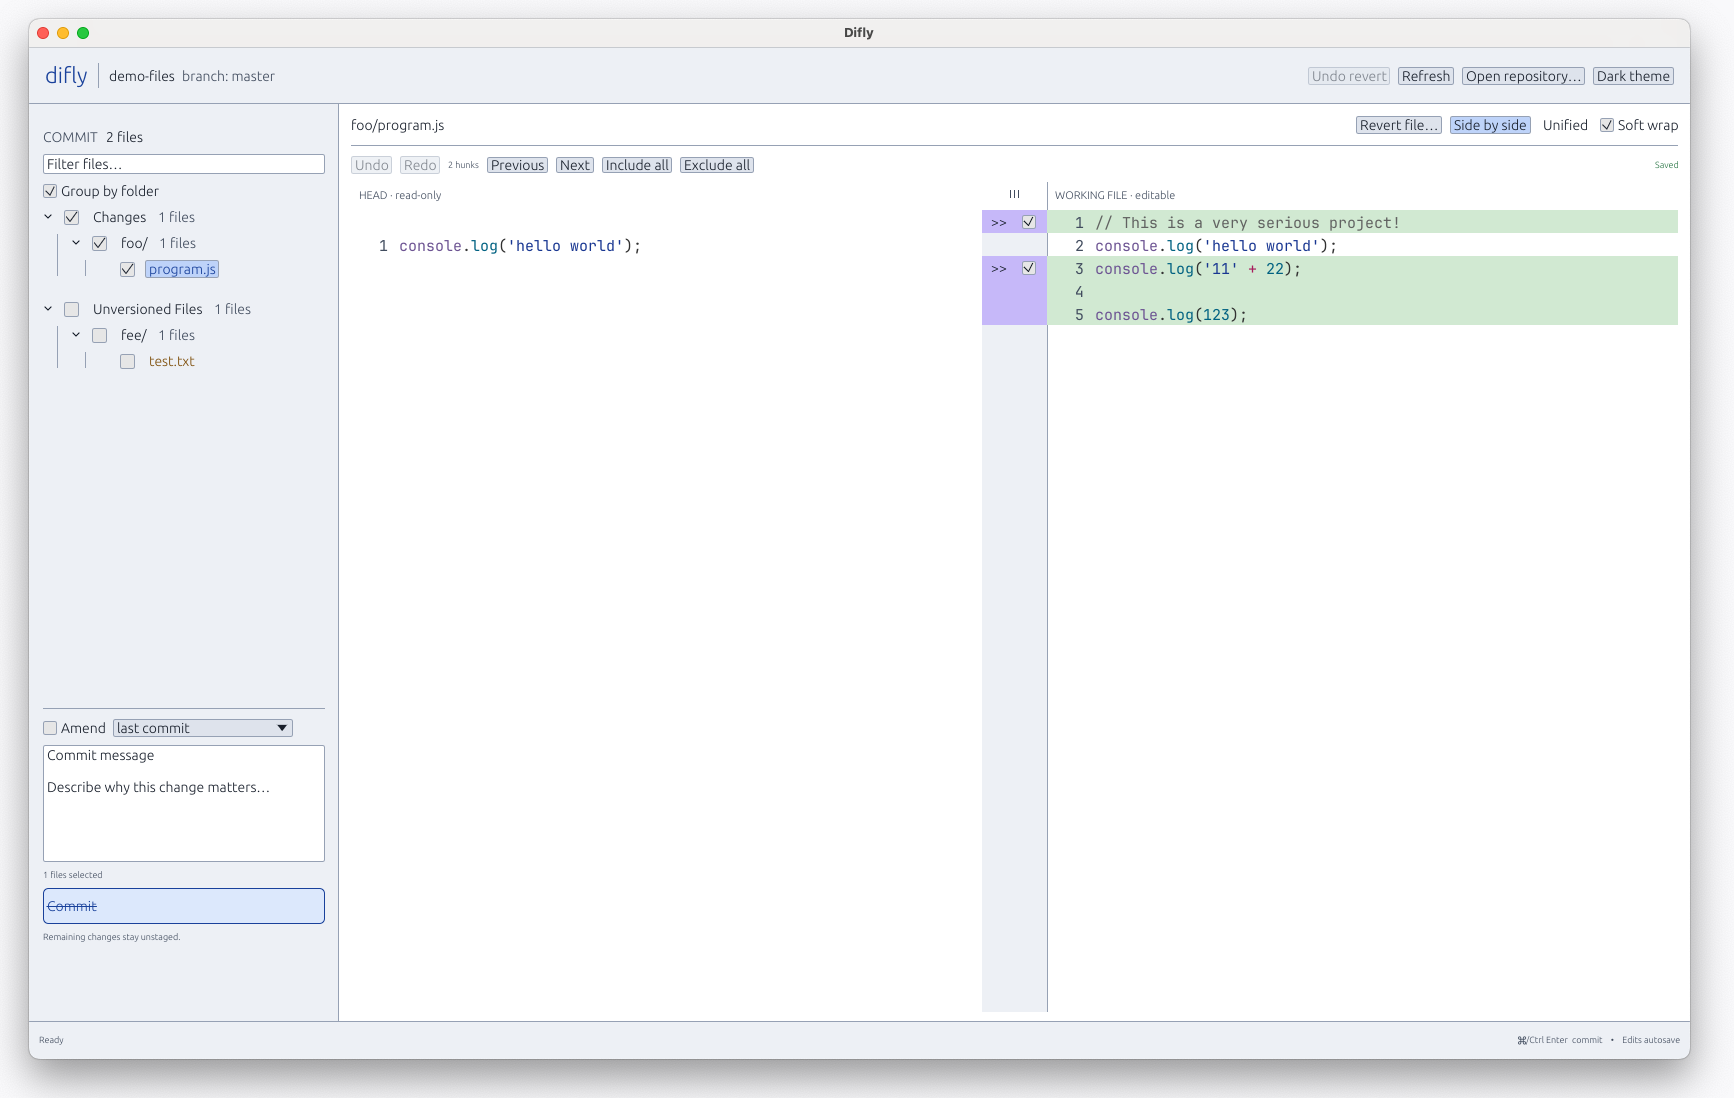 Difly
difly demo-files branch: master
Undo revert Refresh Open repository… Dark theme
COMMIT 2 files
Filter files…
Group by folder
Changes 1 files
foo/ 1 files
program.js
Unversioned Files 1 files
fee/ 1 files
test.txt
Amend last commit
Commit message
Describe why this change matters…
1 files selected
Commit
Remaining changes stay unstaged.
foo/program.js
Revert file… Side by side Unified Soft wrap
Undo Redo 2 hunks Previous Next Include all Exclude all Saved
HEAD · read-only
1 console.log('hello world');
WORKING FILE · editable
>> 1 // This is a very serious project!
2 console.log('hello world');
>> 3 console.log('11' + 22);
4
5 console.log(123);
Ready
⌘/Ctrl Enter commit • Edits autosave